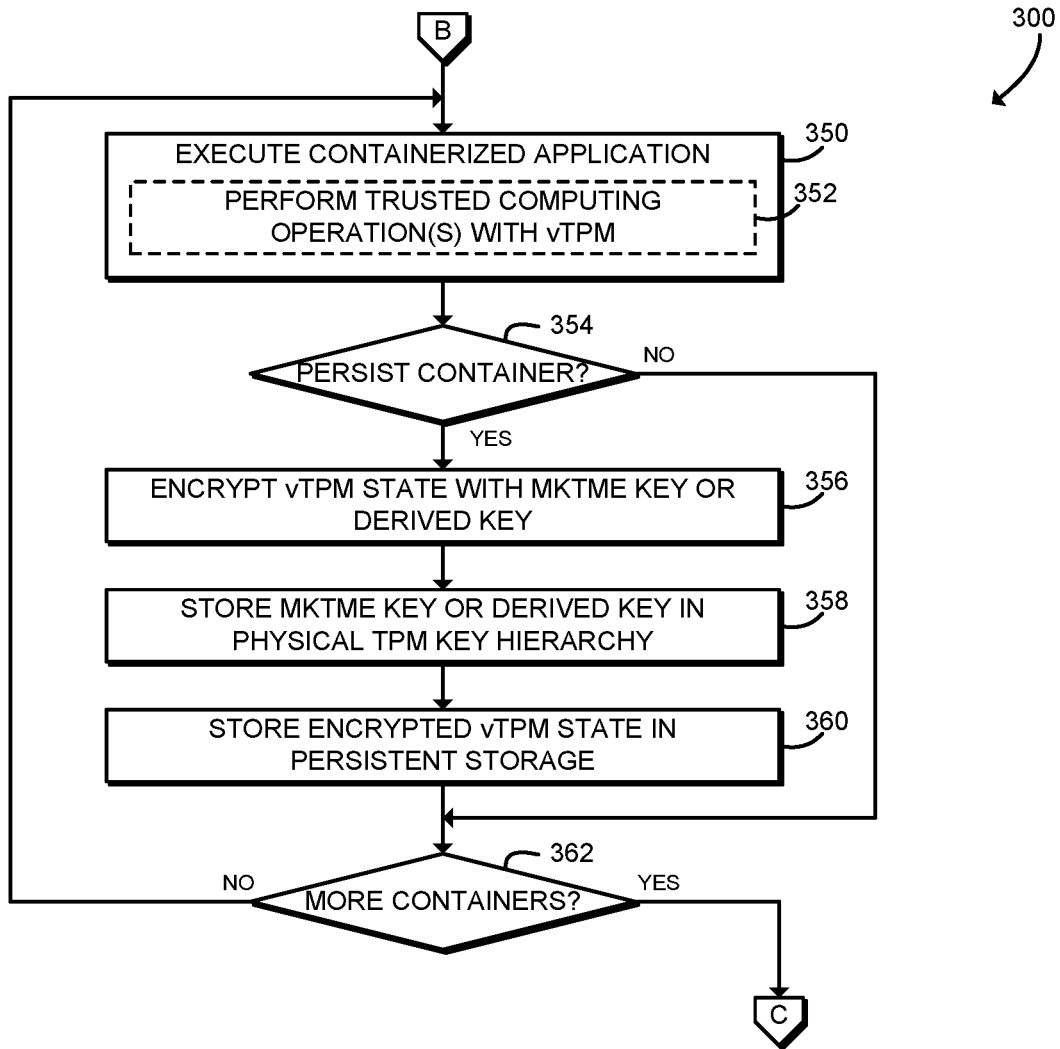 B
300
EXECUTE CONTAINERIZED APPLICATION
350
PERFORM TRUSTED COMPUTING
OPERATION(S) WITH vTPM
352
354
PERSIST CONTAINER?
NO
YES
ENCRYPT vTPM STATE WITH MKTME KEY OR
DERIVED KEY
356
STORE MKTME KEY OR DERIVED KEY IN
PHYSICAL TPM KEY HIERARCHY
358
STORE ENCRYPTED vTPM STATE IN
PERSISTENT STORAGE
360
362
NO
MORE CONTAINERS?
YES
C